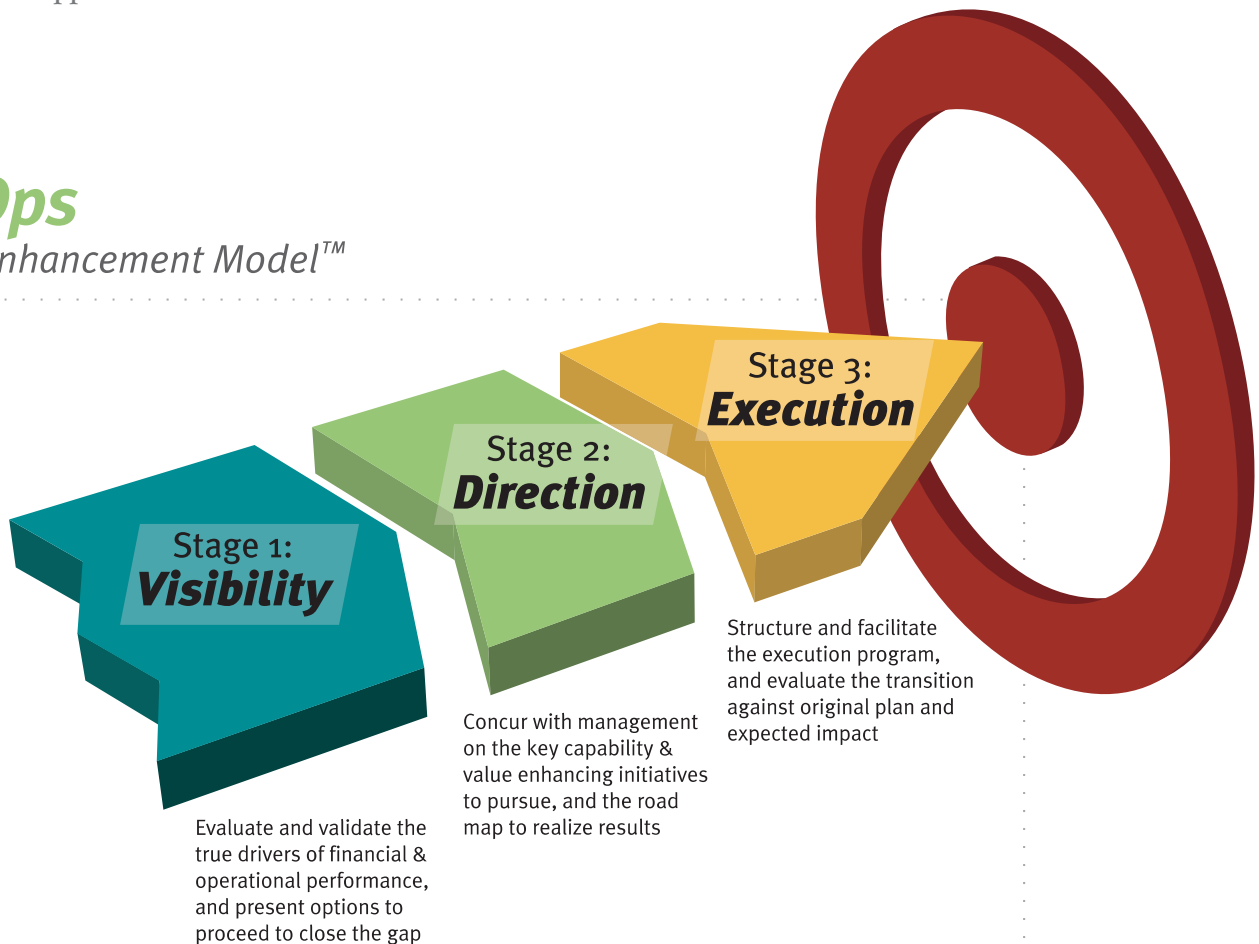 Ops
nhancement Model™
Stage 3:
Execution
Stage 2:
Direction
Stage 1:
Visibility
Structure and facilitate
the execution program,
and evaluate the transition
against original plan and
expected impact
Concur with management
on the key capability &
value enhancing initiatives
to pursue, and the road
map to realize results
Evaluate and validate the
true drivers of financial &
operational performance,
and present options to
proceed to close the gap